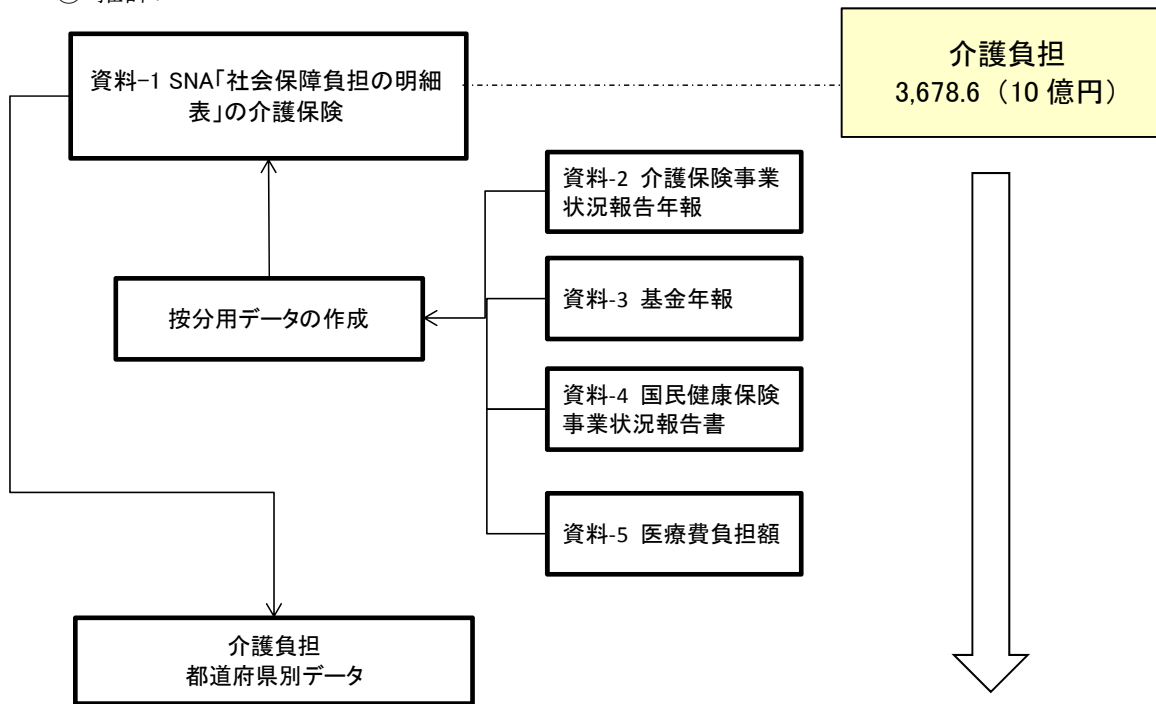 資料-1 SNA「社会保障負担の明細
表」の介護保険
介護負担
3,678.6（10 億円）
資料-2 介護保険事業
状況報告年報
按分用データの作成
資料-3 基金年報
資料-4 国民健康保険
事業状況報告書
資料-5 医療費負担額
介護負担
都道府県別データ